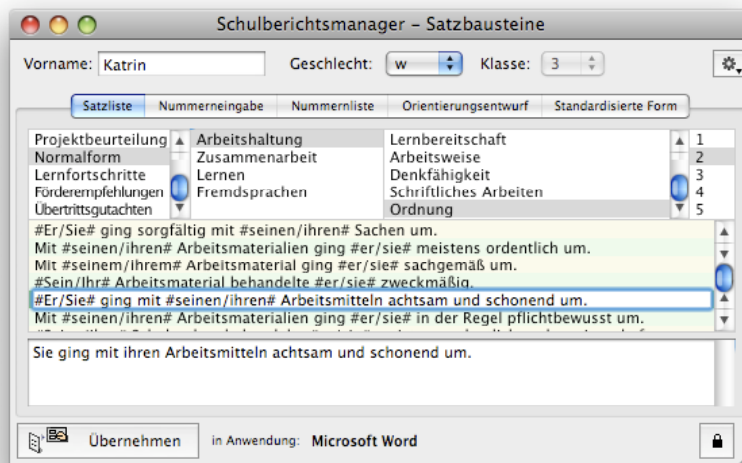 Schulberichtsmanager – Satzbausteine
Vorname: Katrin Geschlecht: w Klasse: 3
Satzliste Nummerneingabe Nummernliste Orientierungsentwurf Standardisierte Form
Projektbeurteilung Arbeitshaltung Lernbereitschaft 1
Normalform Zusammenarbeit Arbeitsweise 2
Lernfortschritte Lernen Denkfähigkeit 3
Förderempfehlungen Fremdsprachen Schriftliches Arbeiten 4
Übertrittsgutachten Ordnung 5
#Er/Sie# ging sorgfältig mit #seinen/ihren# Sachen um.
Mit #seinen/ihren# Arbeitsmaterialien ging #er/sie# meistens ordentlich um.
Mit #seinem/ihrem# Arbeitsmaterial ging #er/sie# sachgemäß um.
#Sein/Ihr# Arbeitsmaterial behandelte #er/sie# zweckmäßig.
#Er/Sie# ging mit #seinen/ihren# Arbeitsmitteln achtsam und schonend um.
Mit #seinen/ihren# Arbeitsmaterialien ging #er/sie# in der Regel pflichtbewusst um.
Sie ging mit ihren Arbeitsmitteln achtsam und schonend um.
Übernehmen in Anwendung: Microsoft Word